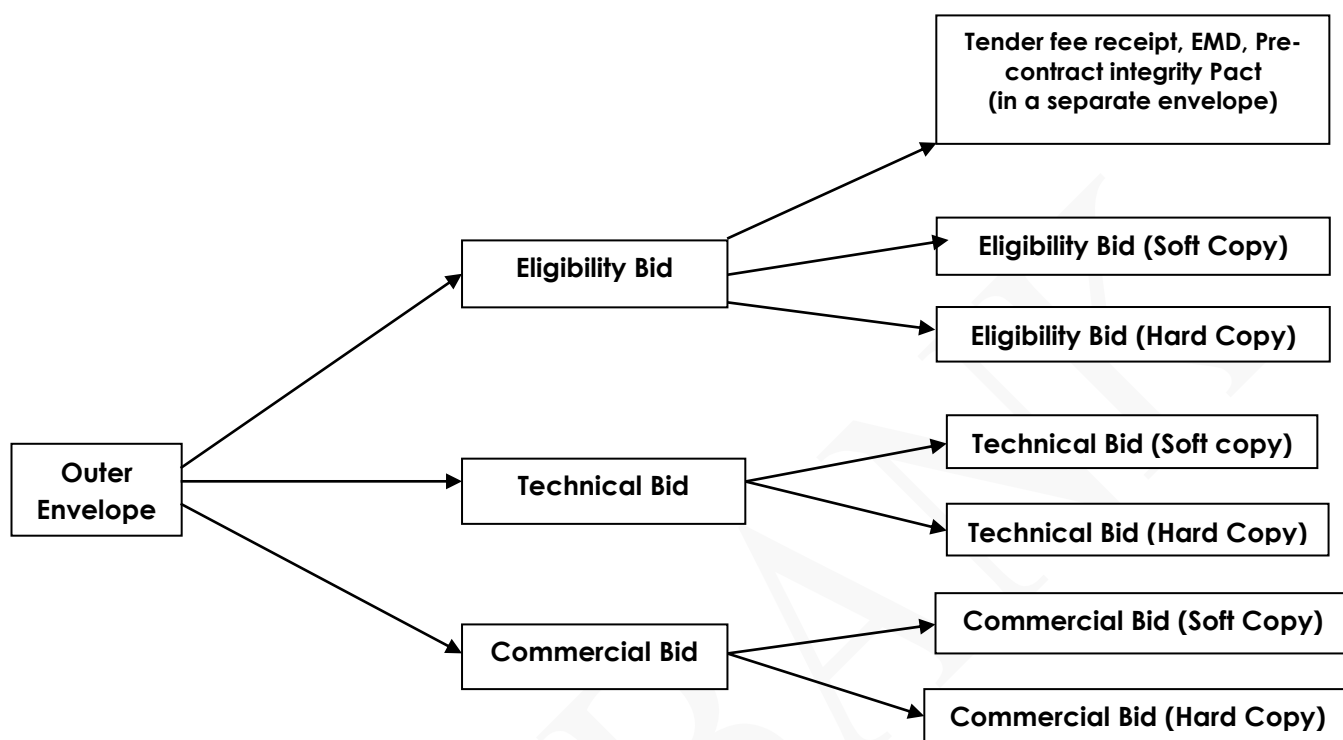 Tender fee receipt, EMD, Pre-
contract integrity Pact
(in a separate envelope)
Eligibility Bid
Eligibility Bid (Soft Copy)
Eligibility Bid (Hard Copy)
Outer
Envelope
Technical Bid
Technical Bid (Soft copy)
Technical Bid (Hard Copy)
Commercial Bid
Commercial Bid (Soft Copy)
Commercial Bid (Hard Copy)
BANK